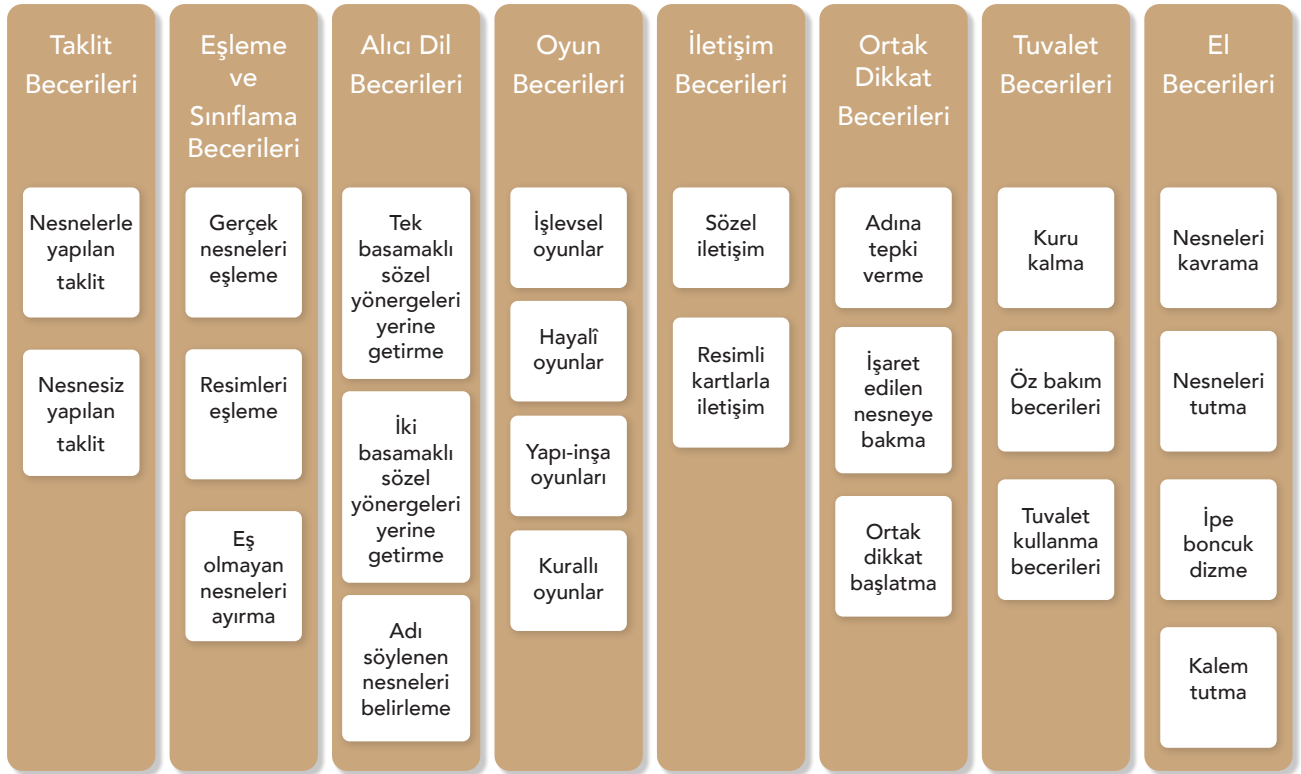 Taklit
Becerileri
Nesnelerle
yapılan
taklit
Nesnesiz
yapılan
taklit
Eşleme
ve
Sınıflama
Becerileri
Gerçek
nesneleri
eşleme
Resimleri
eşleme
Eş
olmayan
nesneleri
ayırma
Alıcı Dil
Becerileri
Tek
basamaklı
sözel
yönergeleri
yerine
getirme
İki
basamaklı
sözel
yönergeleri
yerine
getirme
Adı
söylenen
nesneleri
belirleme
Oyun
Becerileri
İşlevsel
oyunlar
Hayalî
oyunlar
Yapı-inşa
oyunları
Kurallı
oyunlar
İletişim
Becerileri
Sözel
iletişim
Resimli
kartlarla
iletişim
Ortak
Dikkat
Becerileri
Adına
tepki
verme
İşaret
edilen
nesneye
bakma
Ortak
dikkat
başlatma
Tuvalet
Becerileri
Kuru
kalma
Öz bakım
becerileri
Tuvalet
kullanma
becerileri
El
Becerileri
Nesneleri
kavrama
Nesneleri
tutma
İpe
boncuk
dizme
Kalem
tutma